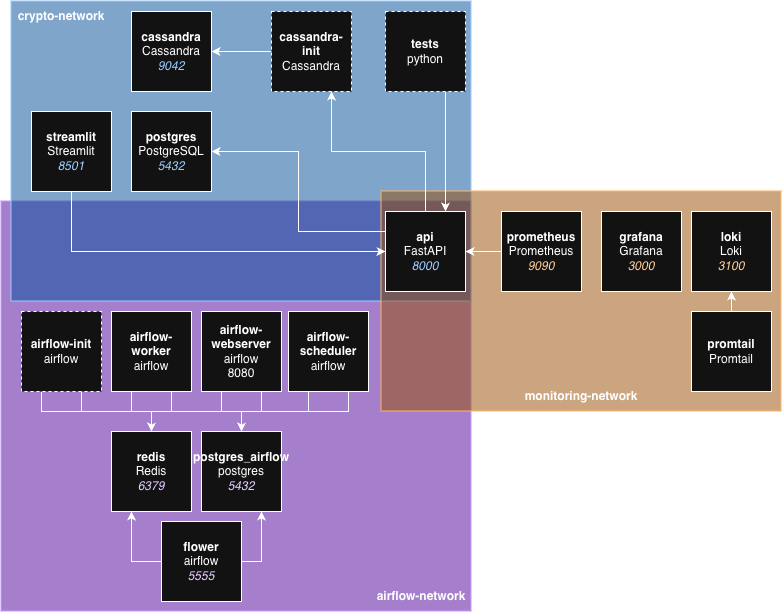 crypto-network
cassandra
Cassandra
9042
cassandra-
init
Cassandra
tests
python
streamlit
Streamlit
8501
postgres
PostgreSQL
5432
api
FastAPI
8000
prometheus
Prometheus
9090
grafana
Grafana
3000
loki
Loki
3100
promtail
Promtail
monitoring-network
airflow-init
airflow
airflow-
worker
airflow
airflow-
webserver
airflow
8080
airflow-
scheduler
airflow
redis
Redis
6379
postgres_airflow
postgres
5432
flower
airflow
5555
airflow-network